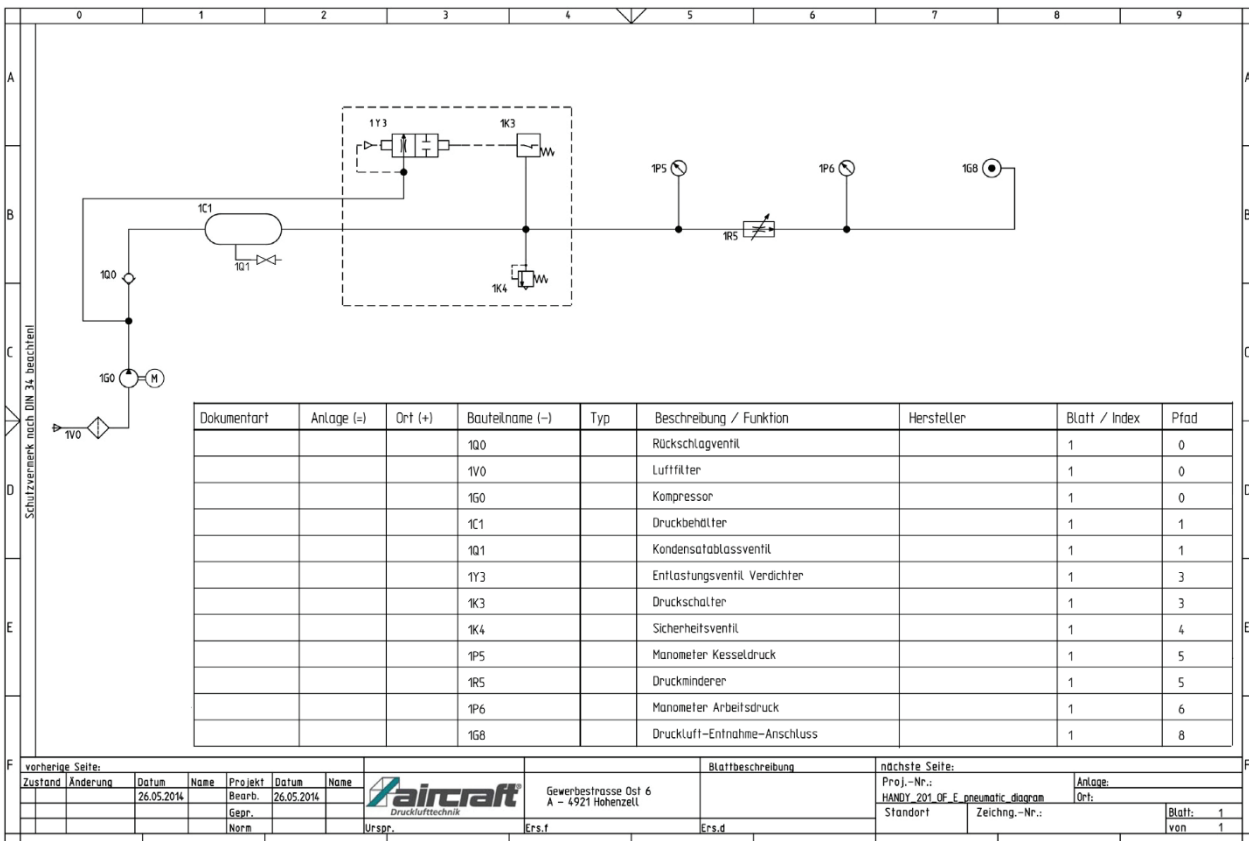 0 1 2 3 4 5 6 7 8 9
A A
1Y3 1K3
1P5 1P6 1G8
B B
1C1
1R5
1Q1
1Q0
1K4
C C
1G0 M
1V0
D D
E E
F F
Schutzvermerk nach DIN 34 beachten!
Dokumentart Anlage (=) Ort (+) Bauteilname (-) Typ Beschreibung / Funktion Hersteller Blatt / Index Pfad
1Q0 Rückschlagventil 1 0
1V0 Luftfilter 1 0
1G0 Kompressor 1 0
1C1 Druckbehälter 1 1
1Q1 Kondensatablassventil 1 1
1Y3 Entlastungsventil Verdichter 1 3
1K3 Druckschalter 1 3
1K4 Sicherheitsventil 1 4
1P5 Manometer Kesseldruck 1 5
1R5 Druckminderer 1 5
1P6 Manometer Arbeitsdruck 1 6
1G8 Druckluft-Entnahme-Anschluss 1 8
vorherige Seite: Blattbeschreibung nächste Seite:
Zustand Änderung Datum Name Projekt Datum Name
26.05.2014 Bearb. 26.05.2014
Gepr.
Norm
aircraft
Drucklufttechnik
Urspr.
Gewerbestrasse Ost 6
A - 4921 Hohenzell
Ers.f Ers.d
Proj.-Nr.: Anlage:
HANDY_201_OF_E_pneumatic_diagram Ort:
Standort Zeichng.-Nr.: Blatt: 1
von 1